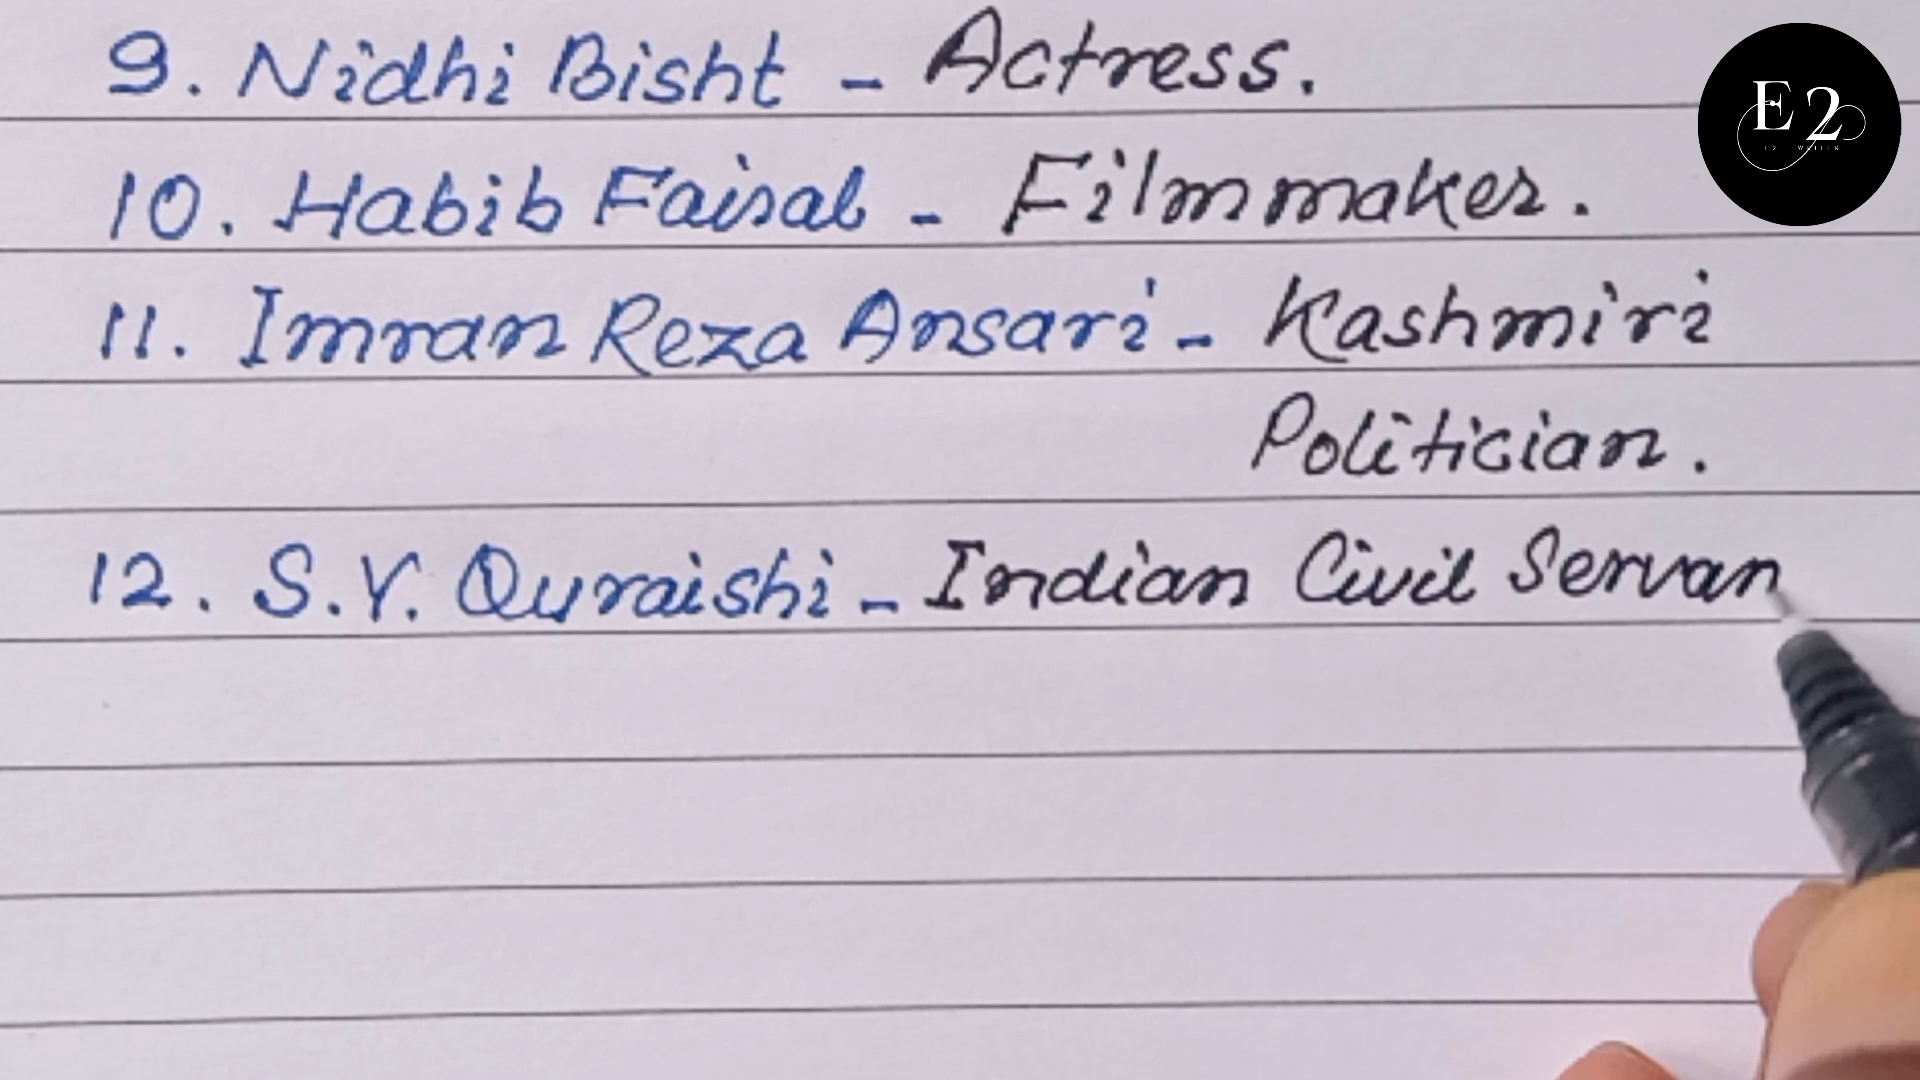 9. Nidhi Bisht - Actress.
10. Habib Faisal - Filmmaker.
11. Imran Reza Ansari - Kashmiri
Politician.
12. S.Y. Quraishi - Indian Civil Servan
E2